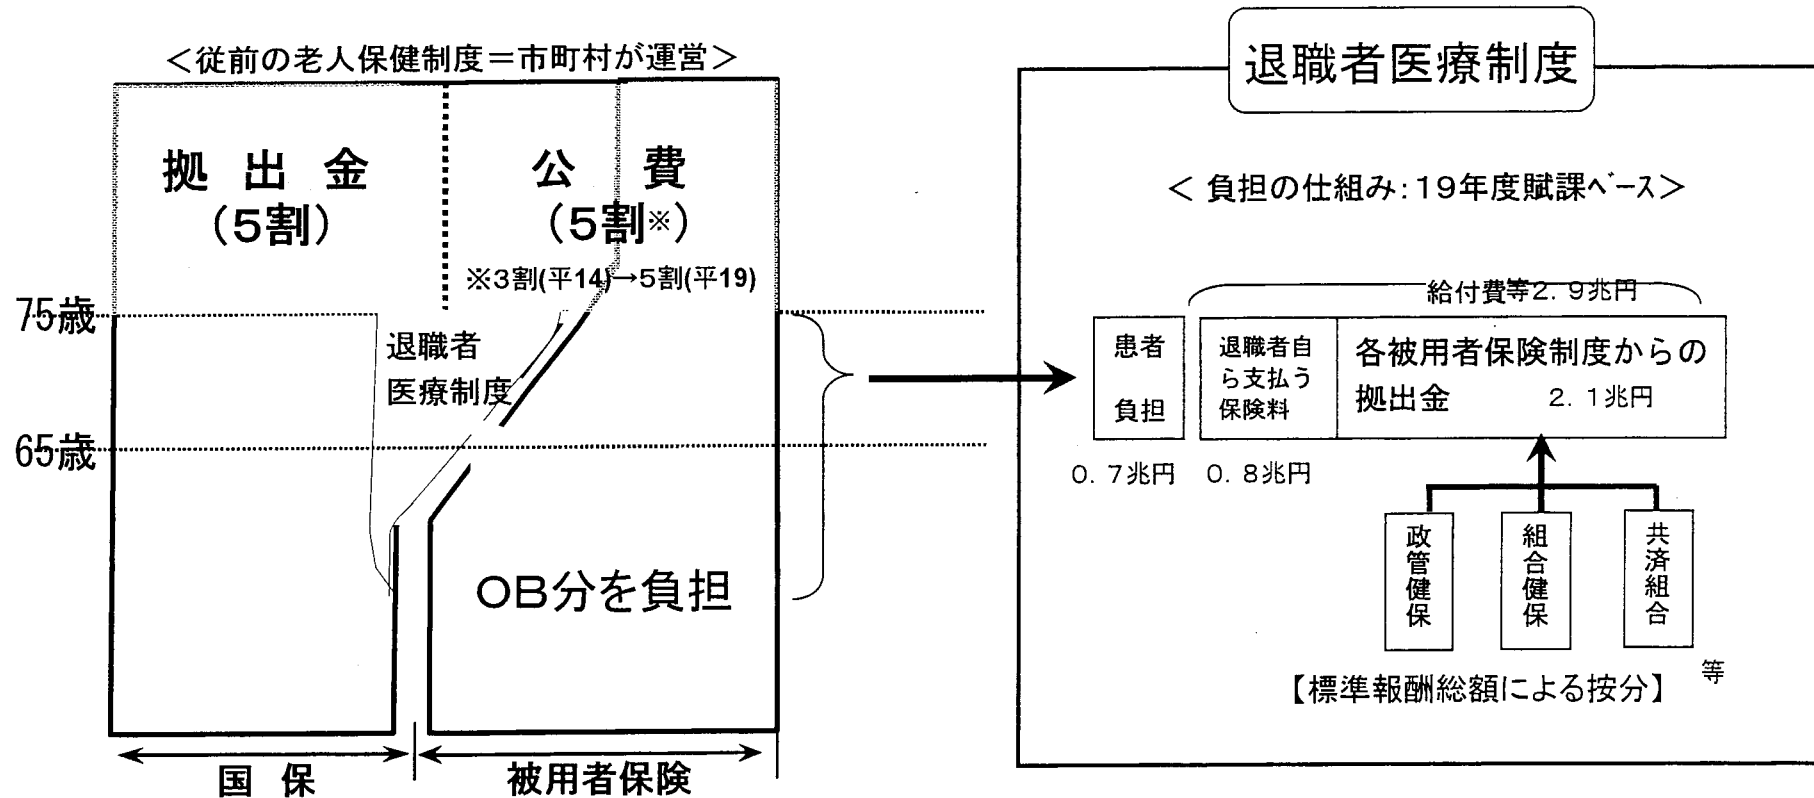 ＜従前の老人保健制度＝市町村が運営＞
拠 出 金
（５割）
公 費
（５割※）
※３割(平14)→５割(平19)
75歳
退職者
医療制度
65歳
ＯＢ分を負担
国 保
被用者保険
退職者医療制度
＜ 負担の仕組み：１９年度賦課ﾍﾞｰｽ＞
給付費等２．９兆円
患者
負担
退職者自
ら支払う
保険料
各被用者保険制度からの
拠出金 ２．１兆円
０．７兆円
０．８兆円
政管健保
組合健保
共済組合
等
【標準報酬総額による按分】